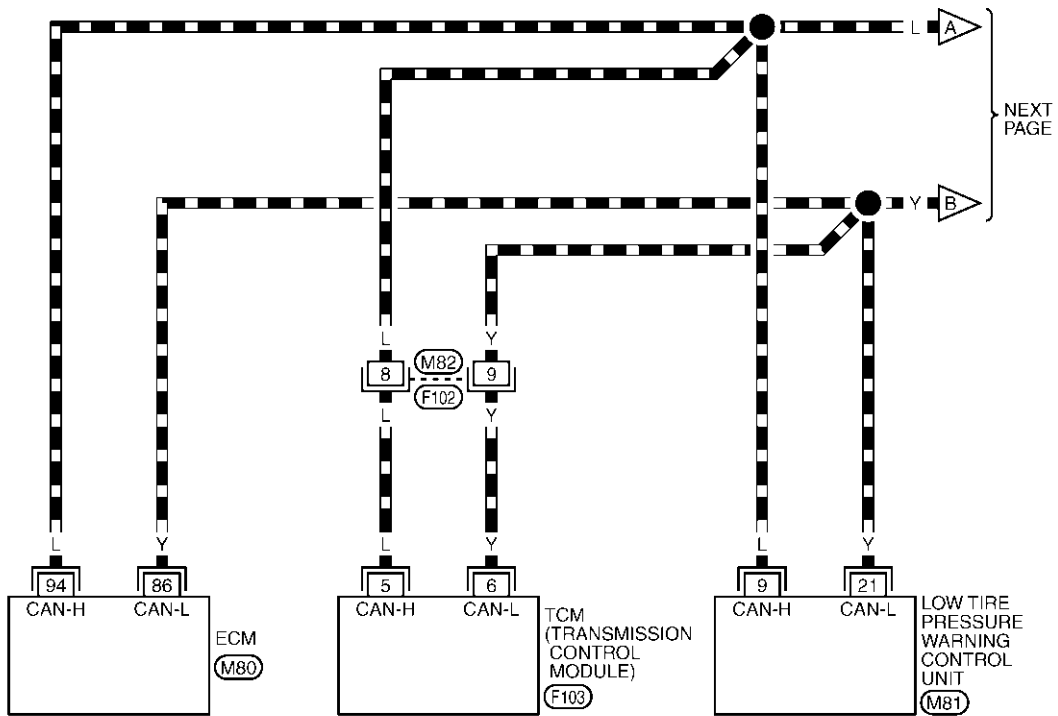 L A
NEXT
PAGE
Y B
L Y
8 M82 9
F102
L Y
L Y L Y L Y
94 86 5 6 9 21
CAN-H CAN-L CAN-H CAN-L CAN-H CAN-L
ECM
M80
TCM
(TRANSMISSION
CONTROL
MODULE)
F103
LOW TIRE
PRESSURE
WARNING
CONTROL
UNIT
M81